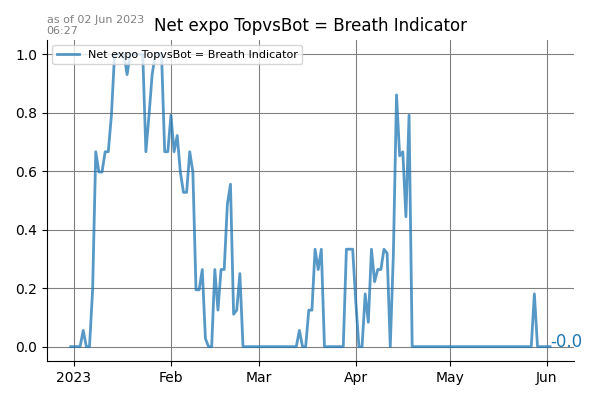 as of 02 Jun 2023
06:27
Net expo TopvsBot = Breath Indicator
Net expo TopvsBot = Breath Indicator
1.0
0.8
0.6
0.4
0.2
0.0
-0.0
2023 Feb Mar Apr May Jun